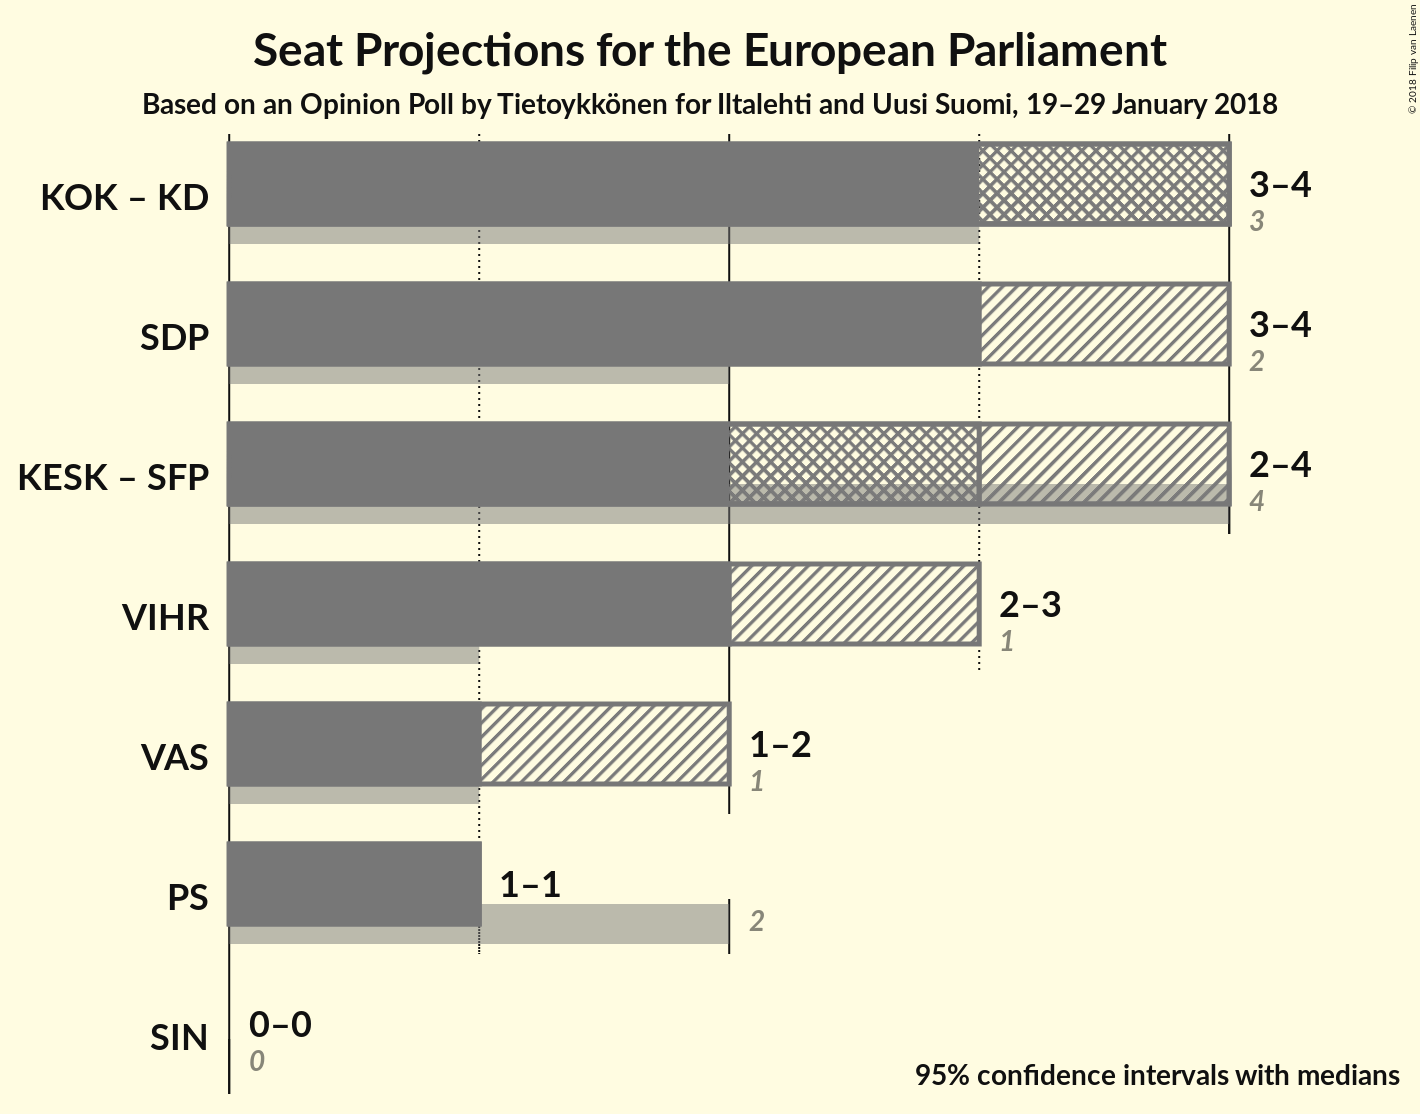 Seat Projections for the European Parliament
Based on an Opinion Poll by Tietoykkönen for Iltalehti and Uusi Suomi, 19–29 January 2018
© 2018 Filip van Laenen
KOK – KD
3–4
3
SDP
3–4
2
KESK – SFP
2–4
4
VIHR
2–3
1
VAS
1–2
1
PS
1–1
2
SIN
0–0
0
95% confidence intervals with medians